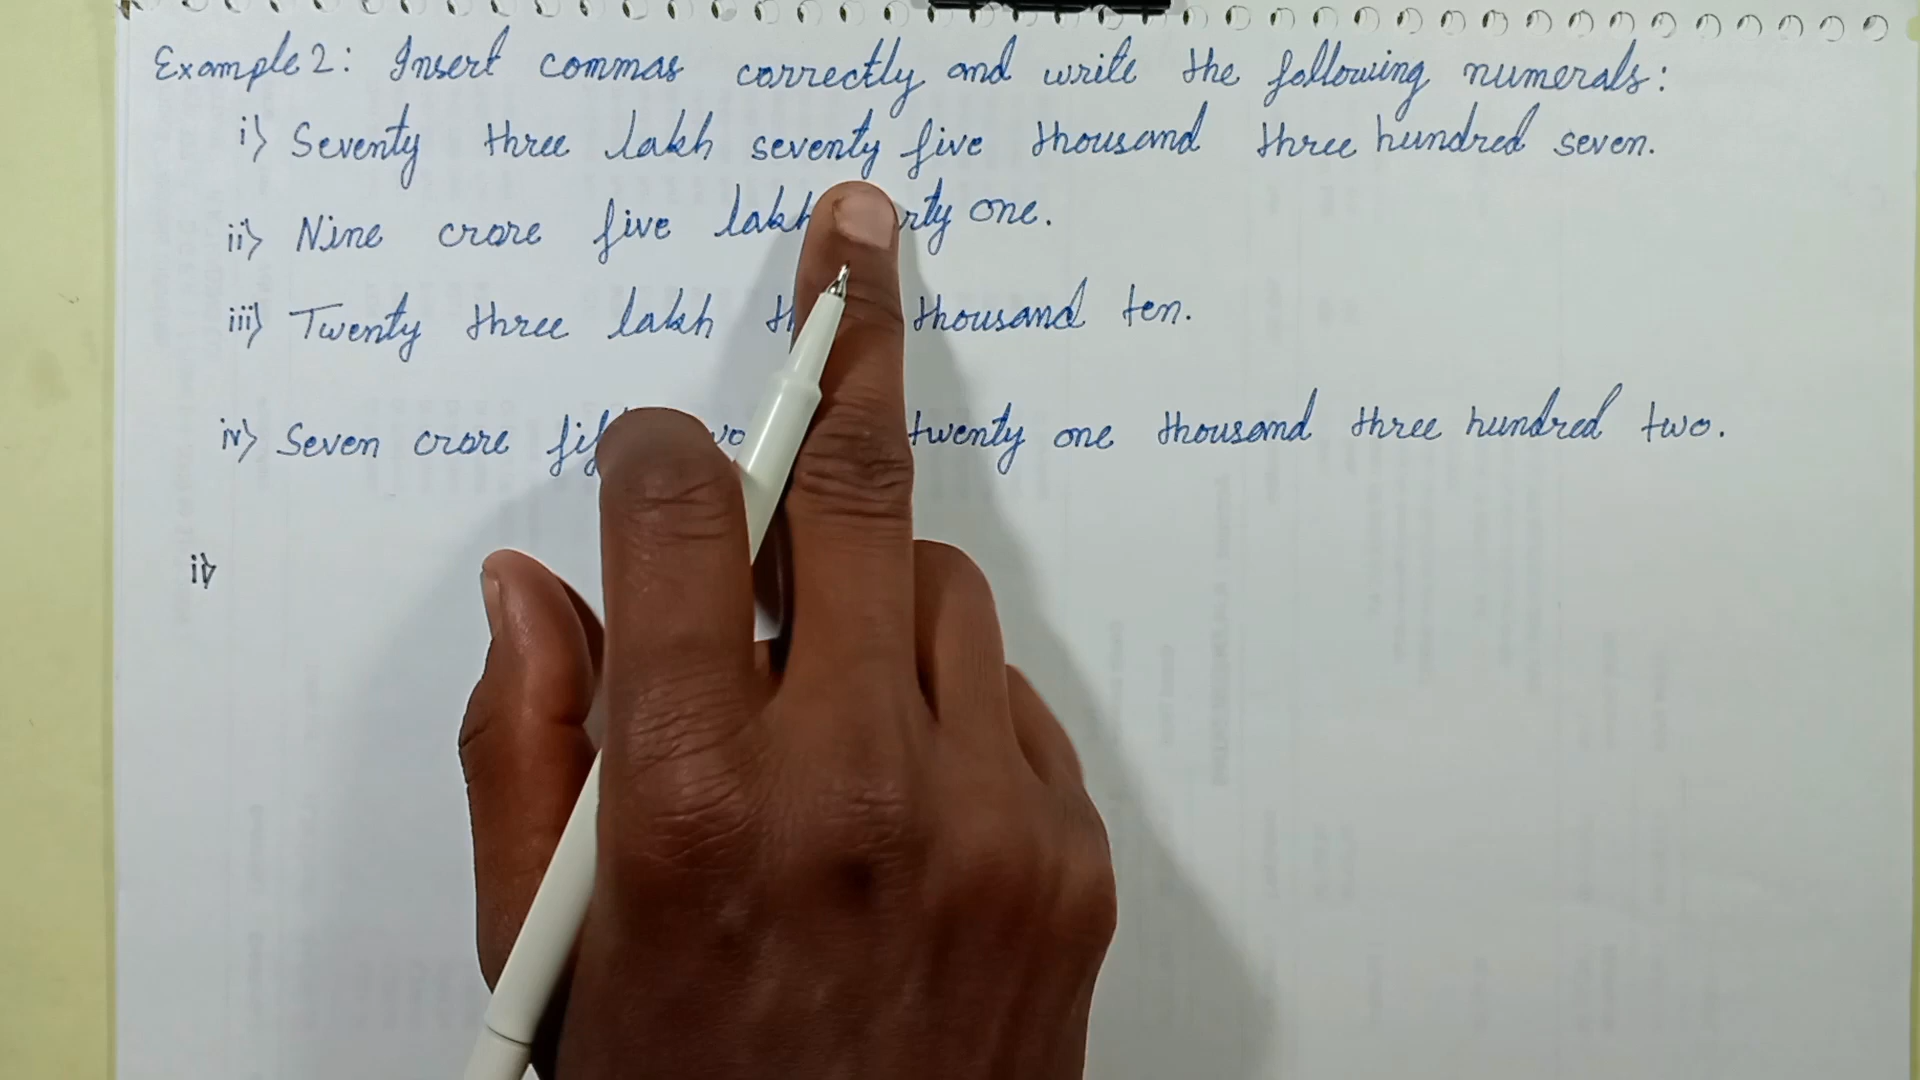 Example 2: Insert commas correctly and write the following numerals:
i) Seventy three lakh seventy five thousand three hundred seven.
ii) Nine crore five lakh one.
iii) Twenty three lakh thousand ten.
iv) Seven crore twenty one thousand three hundred two.
i)